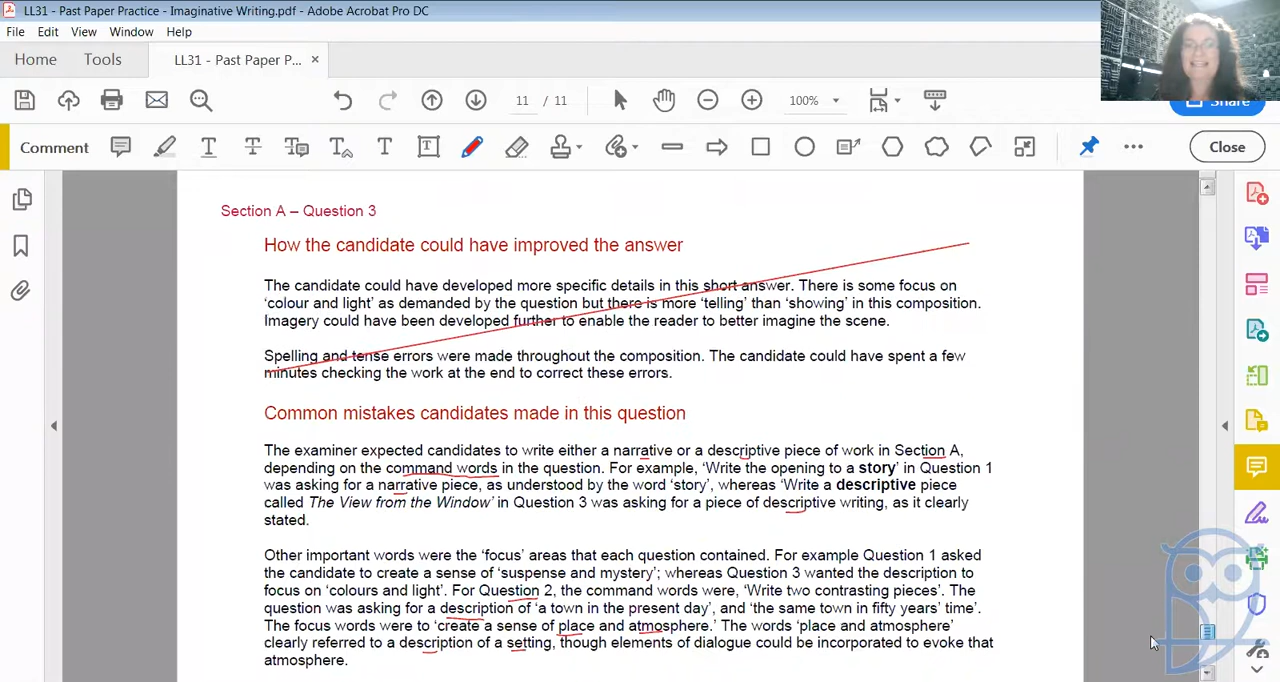 LL31 - Past Paper Practice - Imaginative Writing.pdf - Adobe Acrobat Pro DC
File Edit View Window Help
Home Tools LL31 - Past Paper P... ×
11 / 11 100%
Share
Comment Close
Section A – Question 3
How the candidate could have improved the answer
The candidate could have developed more specific details in this short answer. There is some focus on
‘colour and light’ as demanded by the question but there is more ‘telling’ than ‘showing’ in this composition.
Imagery could have been developed further to enable the reader to better imagine the scene.
Spelling and tense errors were made throughout the composition. The candidate could have spent a few
minutes checking the work at the end to correct these errors.
Common mistakes candidates made in this question
The examiner expected candidates to write either a narrative or a descriptive piece of work in Section A,
depending on the command words in the question. For example, ‘Write the opening to a story’ in Question 1
was asking for a narrative piece, as understood by the word ‘story’, whereas ‘Write a descriptive piece
called The View from the Window’ in Question 3 was asking for a piece of descriptive writing, as it clearly
stated.
Other important words were the ‘focus’ areas that each question contained. For example Question 1 asked
the candidate to create a sense of ‘suspense and mystery’; whereas Question 3 wanted the description to
focus on ‘colours and light’. For Question 2, the command words were, ‘Write two contrasting pieces’. The
question was asking for a description of ‘a town in the present day’, and ‘the same town in fifty years’ time’.
The focus words were to ‘create a sense of place and atmosphere.’ The words ‘place and atmosphere’
clearly referred to a description of a setting, though elements of dialogue could be incorporated to evoke that
atmosphere.